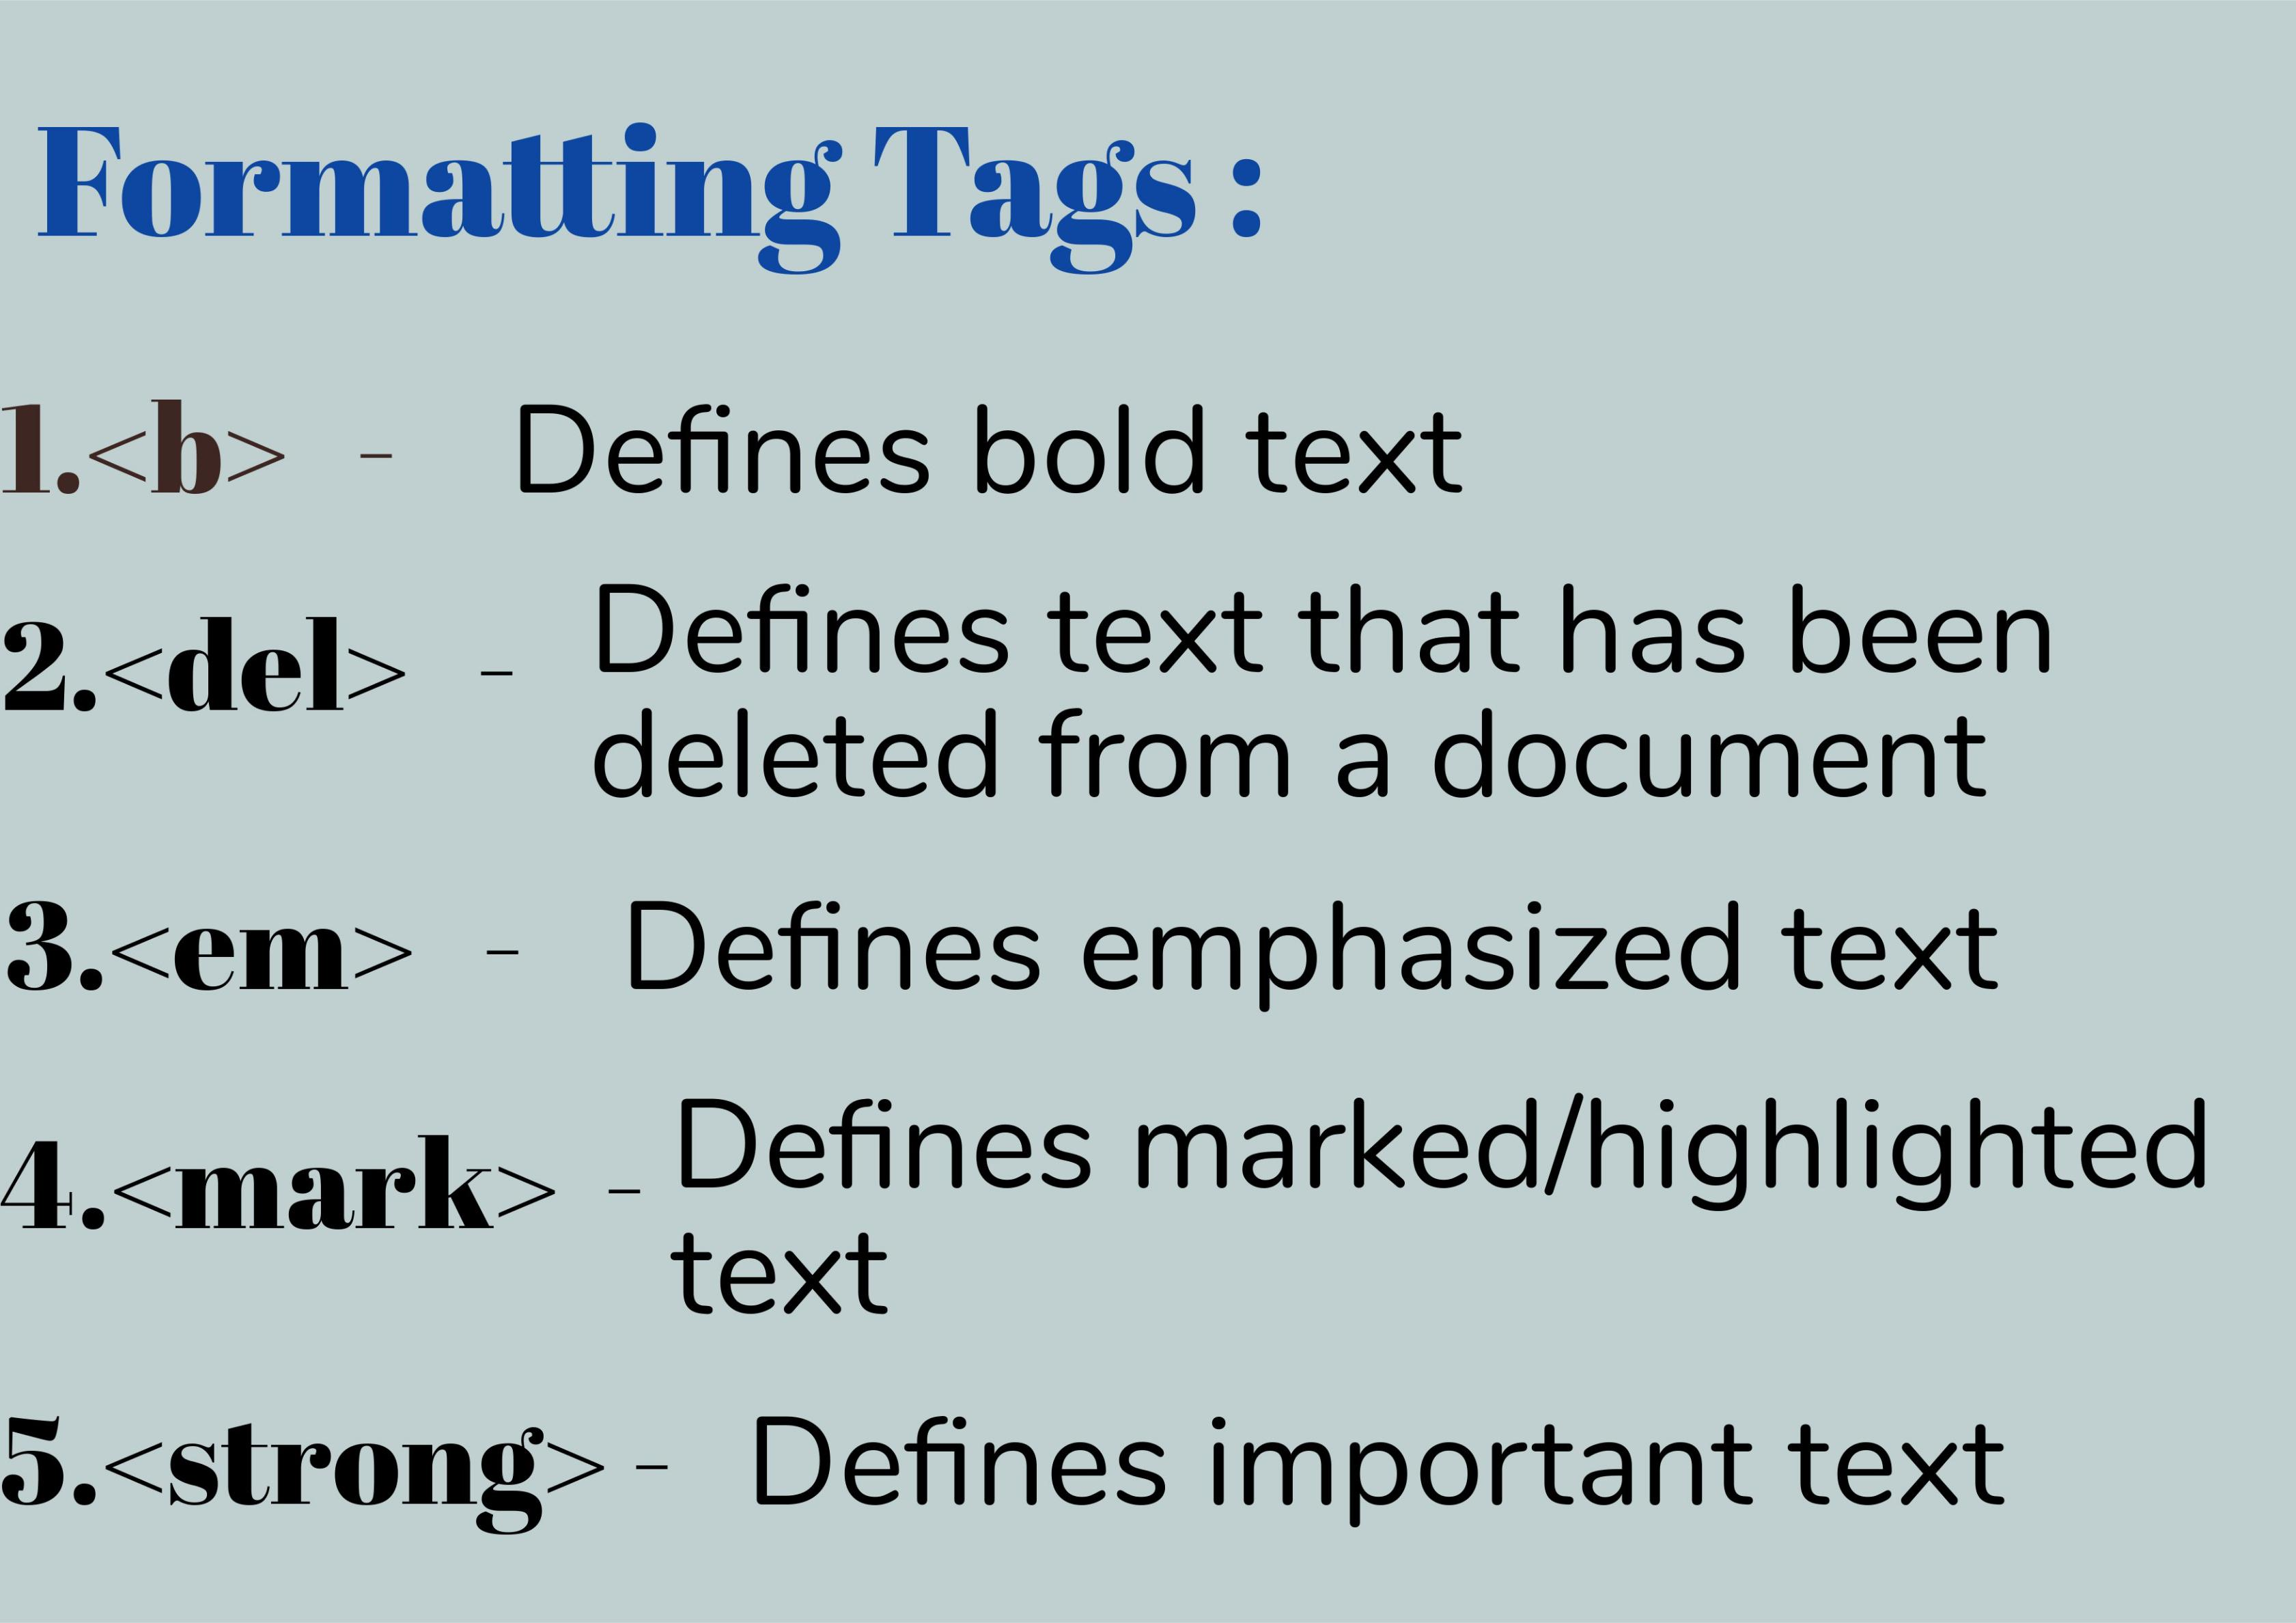 Formatting Tags :
1.<b> - Defines bold text
2.<del> - Defines text that has been
deleted from a document
3.<em> - Defines emphasized text
4.<mark> - Defines marked/highlighted
text
5.<strong> - Defines important text